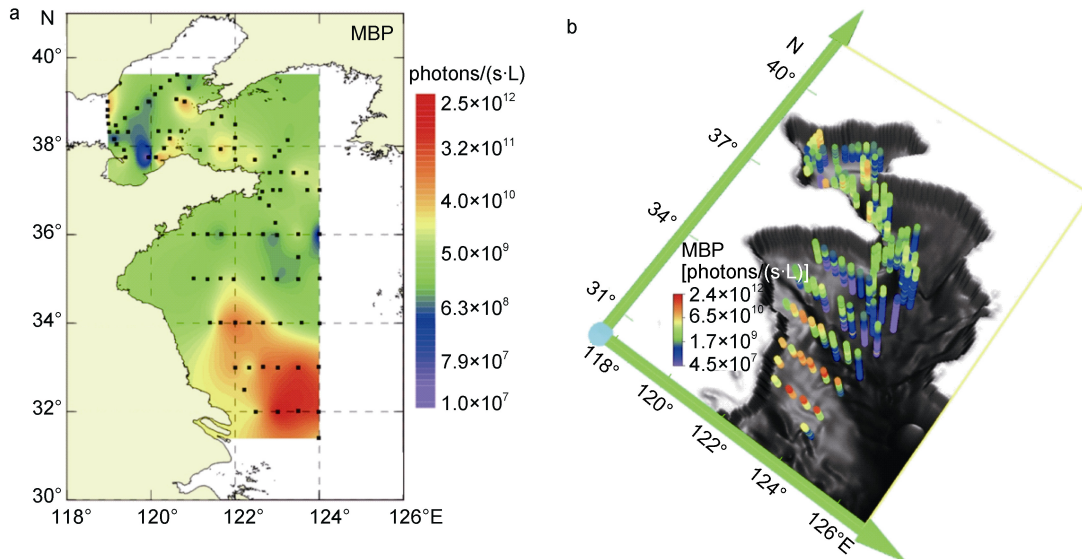 a
N
MBP
40°
38°
36°
34°
32°
30°
118°
120°
122°
124°
126°E
photons/(s·L)
2.5×10¹²
3.2×10¹¹
4.0×10¹⁰
5.0×10⁹
6.3×10⁸
7.9×10⁷
1.0×10⁷
b
N
40°
37°
34°
31°
MBP
[photons/(s·L)]
2.4×10¹²
6.5×10¹⁰
1.7×10⁹
4.5×10⁷
118°
120°
122°
124°
126°E